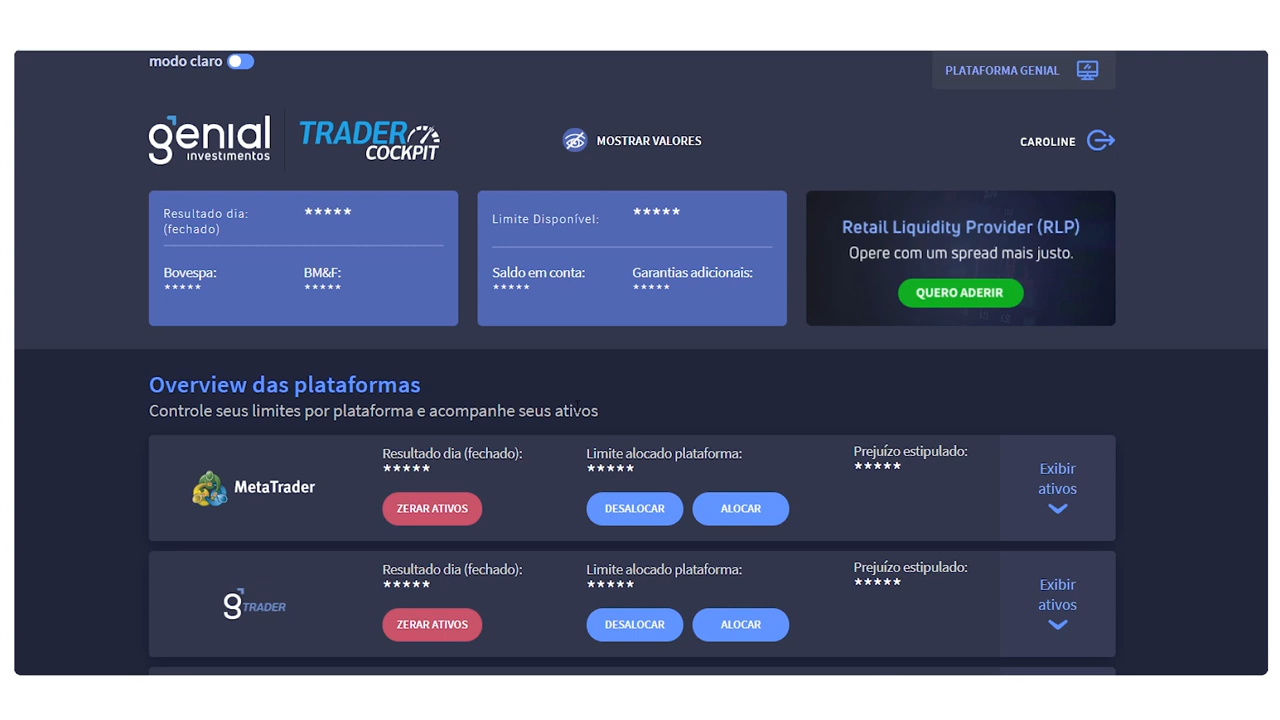 modo claro
PLATAFORMA GENIAL
genial
investimentos
TRADER
COCKPIT
MOSTRAR VALORES
CAROLINE
Resultado dia:
(fechado)
*****
Bovespa:
*****
BM&F:
*****
Limite Disponível:
*****
Saldo em conta:
*****
Garantias adicionais:
*****
Retail Liquidity Provider (RLP)
Opere com um spread mais justo.
QUERO ADERIR
Overview das plataformas
Controle seus limites por plataforma e acompanhe seus ativos
MetaTrader
Resultado dia (fechado):
*****
ZERAR ATIVOS
Limite alocado plataforma:
*****
DESALOCAR
ALOCAR
Prejuízo estipulado:
*****
Exibir
ativos
gTRADER
Resultado dia (fechado):
*****
ZERAR ATIVOS
Limite alocado plataforma:
*****
DESALOCAR
ALOCAR
Prejuízo estipulado:
*****
Exibir
ativos